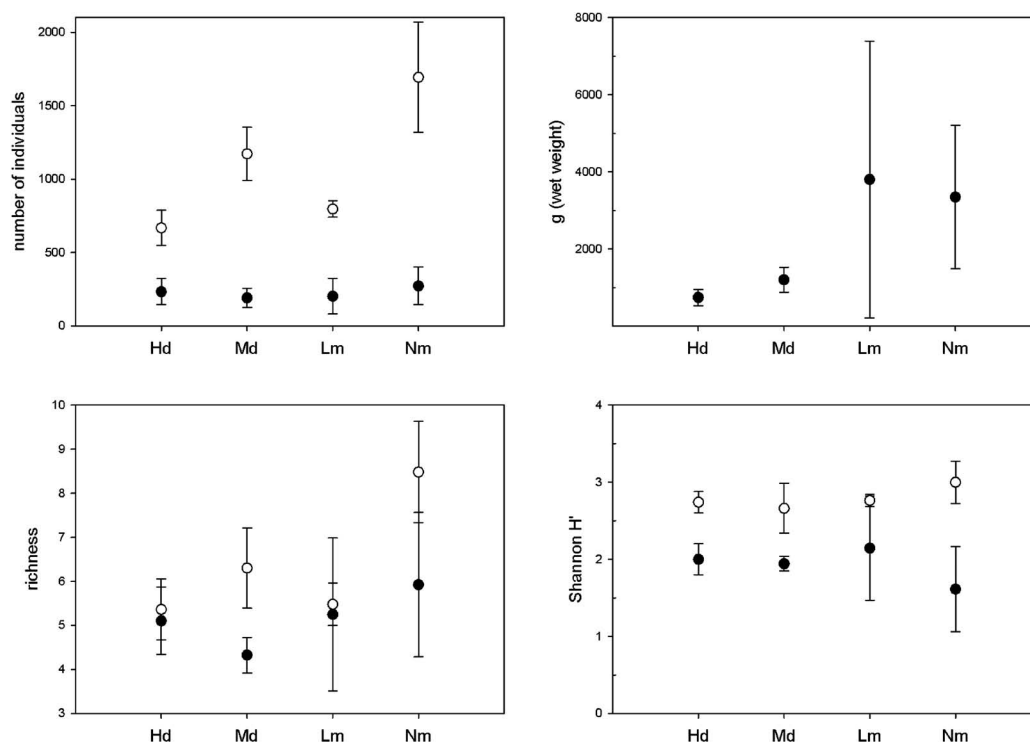 number of individuals
2000
1500
1000
500
0
Hd Md Lm Nm
g (wet weight)
8000
6000
4000
2000
Hd Md Lm Nm
richness
10
9
8
7
6
5
4
3
Hd Md Lm Nm
Shannon H'
4
3
2
1
0
Hd Md Lm Nm